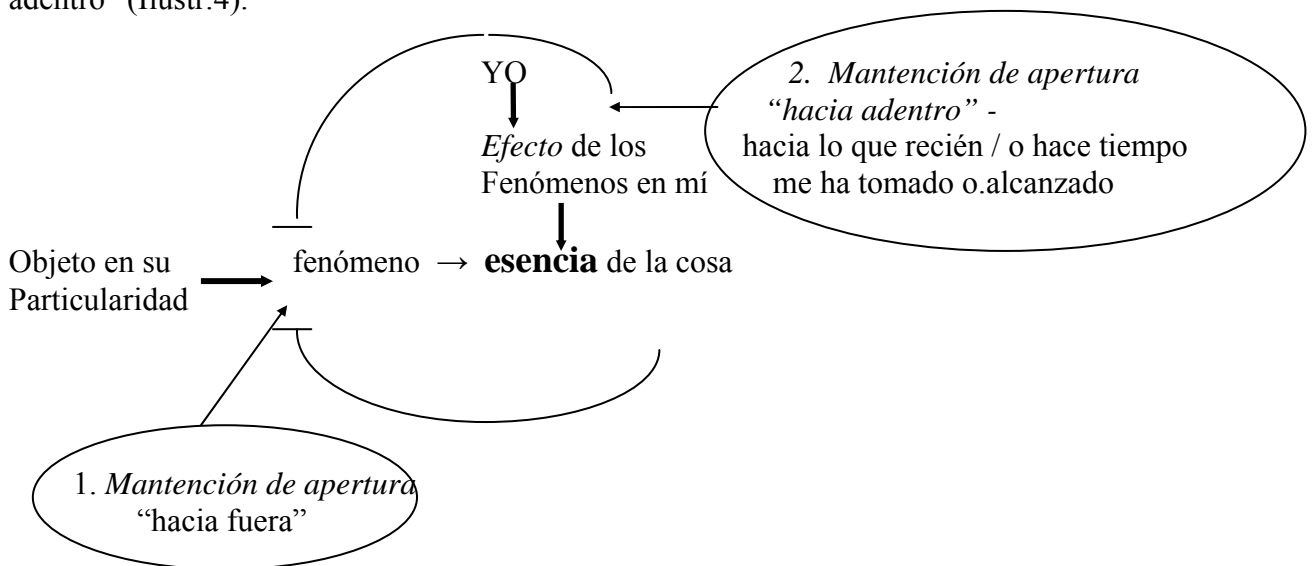 adentro" (Ilustr.4).
YO
Efecto de los
Fenómenos en mí
2. Mantención de apertura
“hacia adentro” -
hacia lo que recién / o hace tiempo
me ha tomado o.alcanzado
Objeto en su
Particularidad
fenómeno → esencia de la cosa
1. Mantención de apertura
“hacia fuera”